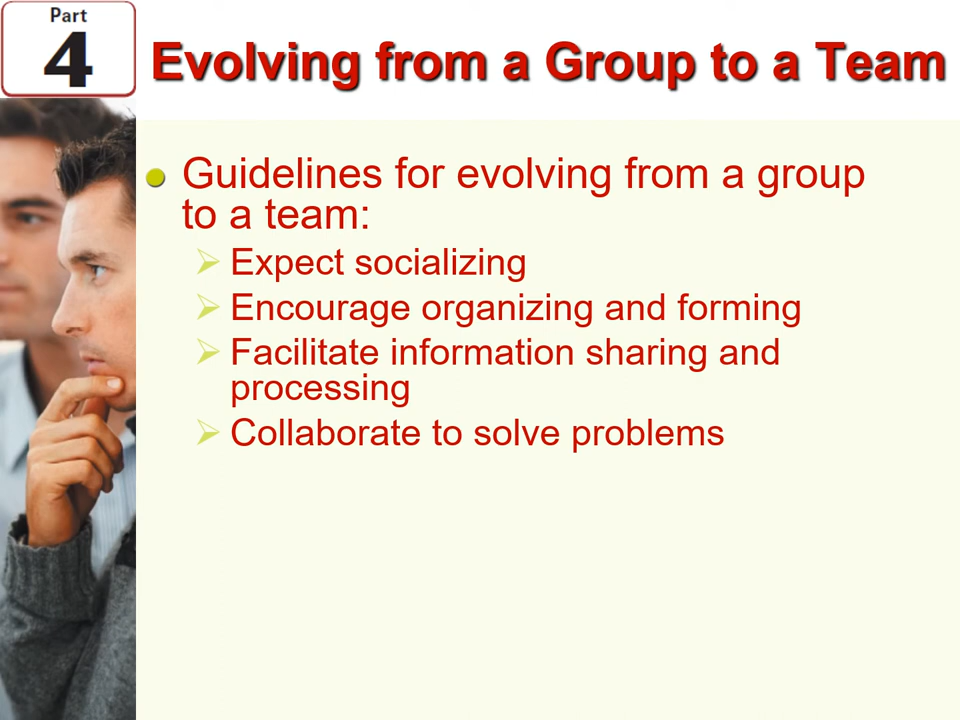 Part
4
Evolving from a Group to a Team
Guidelines for evolving from a group
to a team:
Expect socializing
Encourage organizing and forming
Facilitate information sharing and
processing
Collaborate to solve problems